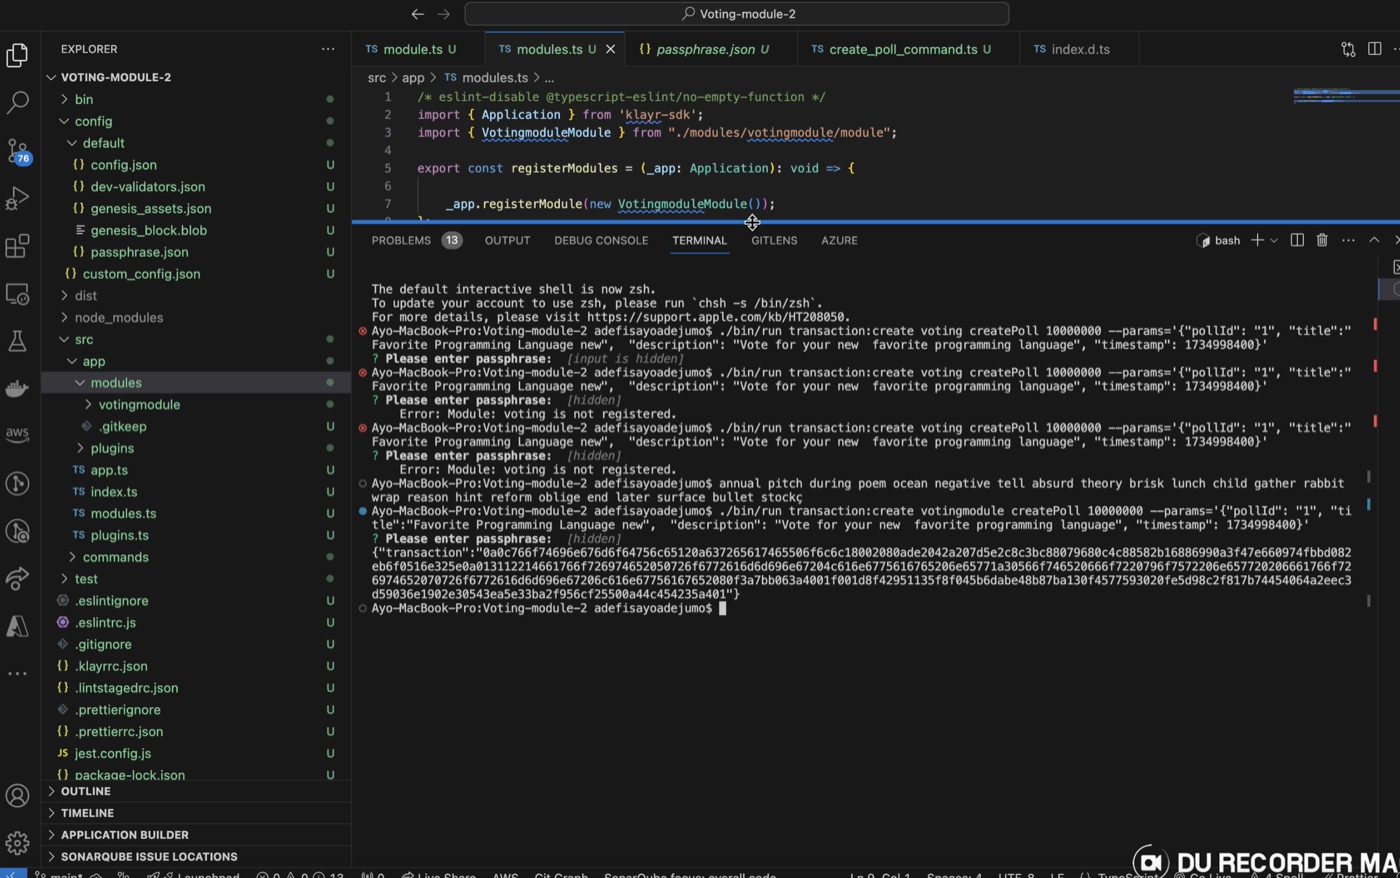 Voting-module-2
EXPLORER
VOTING-MODULE-2
bin
config
default
config.json U
dev-validators.json U
genesis_assets.json U
genesis_block.blob U
passphrase.json U
custom_config.json U
dist
node_modules
src
app
modules
votingmodule
.gitkeep U
plugins
app.ts U
index.ts U
modules.ts U
plugins.ts U
commands
test
.eslintignore U
.eslintrc.js U
.gitignore U
.klayrrc.json U
.lintstagedrc.json U
.prettierignore U
.prettierrc.json U
jest.config.js U
package-lock.json U
OUTLINE
TIMELINE
APPLICATION BUILDER
SONARQUBE ISSUE LOCATIONS
76
aws
module.ts U
modules.ts U
passphrase.json U
create_poll_command.ts U
index.d.ts
src > app > TS modules.ts > ...
1 /* eslint-disable @typescript-eslint/no-empty-function */
2 import { Application } from 'klayr-sdk';
3 import { VotingmoduleModule } from "./modules/votingmodule/module";
4
5 export const registerModules = (_app: Application): void => {
6
7 _app.registerModule(new VotingmoduleModule());
PROBLEMS 13 OUTPUT DEBUG CONSOLE TERMINAL GITLENS AZURE
bash
The default interactive shell is now zsh.
To update your account to use zsh, please run `chsh -s /bin/zsh`.
For more details, please visit https://support.apple.com/kb/HT208050.
Ayo-MacBook-Pro:Voting-module-2 adefisayoadejumo$ ./bin/run transaction:create voting createPoll 10000000 --params='{"pollId": "1", "title":"
Favorite Programming Language new",  "description": "Vote for your new  favorite programming language", "timestamp": 1734998400}'
? Please enter passphrase:  [input is hidden]
Ayo-MacBook-Pro:Voting-module-2 adefisayoadejumo$ ./bin/run transaction:create voting createPoll 10000000 --params='{"pollId": "1", "title":"
Favorite Programming Language new",  "description": "Vote for your new  favorite programming language", "timestamp": 1734998400}'
? Please enter passphrase:  [hidden]
Error: Module: voting is not registered.
Ayo-MacBook-Pro:Voting-module-2 adefisayoadejumo$ ./bin/run transaction:create voting createPoll 10000000 --params='{"pollId": "1", "title":"
Favorite Programming Language new",  "description": "Vote for your new  favorite programming language", "timestamp": 1734998400}'
? Please enter passphrase:  [hidden]
Error: Module: voting is not registered.
Ayo-MacBook-Pro:Voting-module-2 adefisayoadejumo$ annual pitch during poem ocean negative tell absurd theory brisk lunch child gather rabbit
wrap reason hint reform oblige end later surface bullet stockç
Ayo-MacBook-Pro:Voting-module-2 adefisayoadejumo$ ./bin/run transaction:create votingmodule createPoll 10000000 --params='{"pollId": "1", "ti
tle":"Favorite Programming Language new",  "description": "Vote for your new  favorite programming language", "timestamp": 1734998400}'
? Please enter passphrase:  [hidden]
Ayo-MacBook-Pro:Voting-module-2 adefisayoadejumo$
DU RECORDER MA